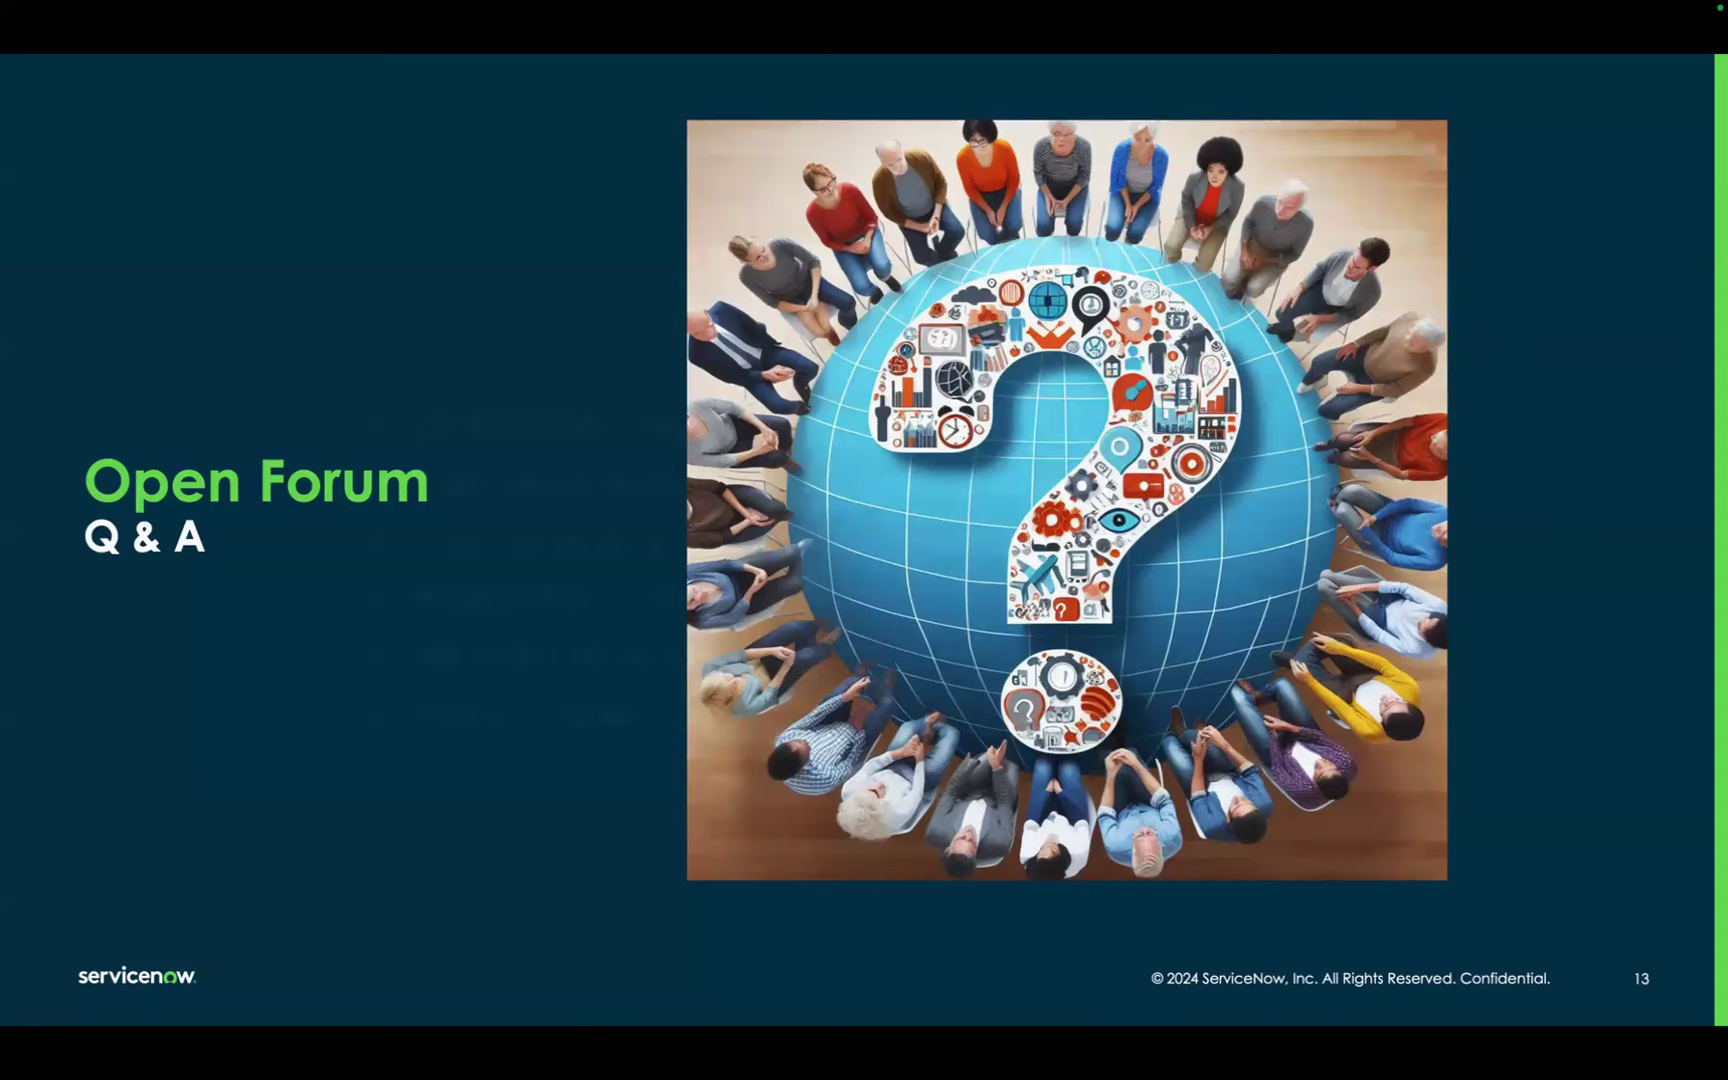 Open Forum
Q & A
servicenow
© 2024 ServiceNow, Inc. All Rights Reserved. Confidential.
13